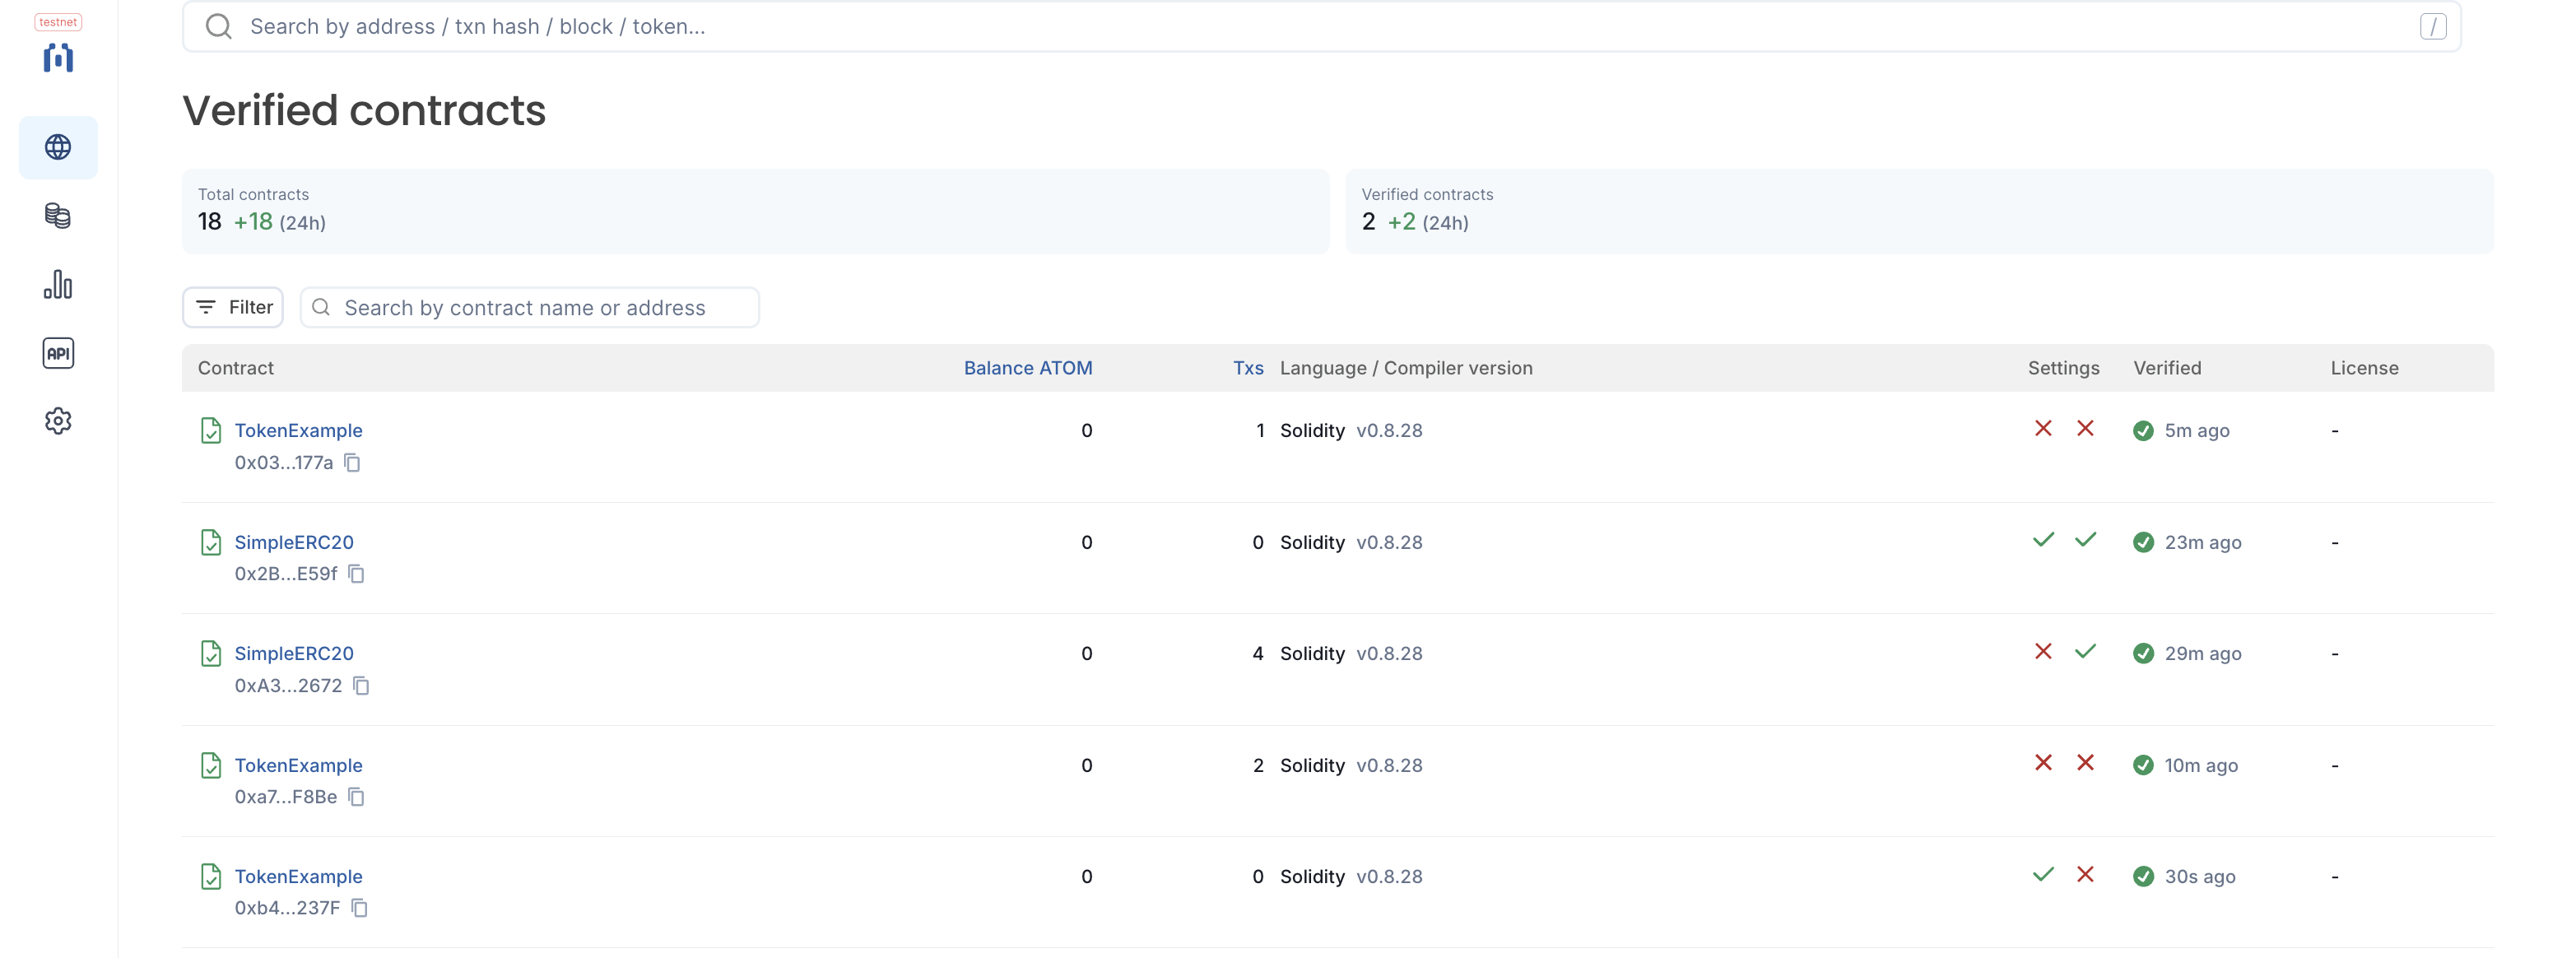 testnet
Search by address / txn hash / block / token...
/
Verified contracts
Total contracts
18 +18 (24h)
Verified contracts
2 +2 (24h)
Filter
Search by contract name or address
API
Contract Balance ATOM Txs Language / Compiler version Settings Verified License
TokenExample 0 1 Solidity v0.8.28 5m ago -
0x03...177a
SimpleERC20 0 0 Solidity v0.8.28 23m ago -
0x2B...E59f
SimpleERC20 0 4 Solidity v0.8.28 29m ago -
0xA3...2672
TokenExample 0 2 Solidity v0.8.28 10m ago -
0xa7...F8Be
TokenExample 0 0 Solidity v0.8.28 30s ago -
0xb4...237F